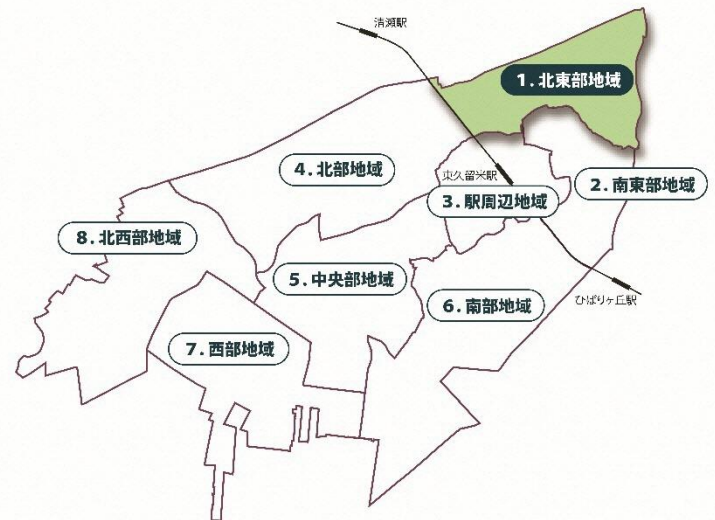 清瀬駅
1.北東部地域
4.北部地域
東久留米駅
2.南東部地域
3.駅周辺地域
8.北西部地域
5.中央部地域
6.南部地域
ひばりヶ丘駅
7.西部地域